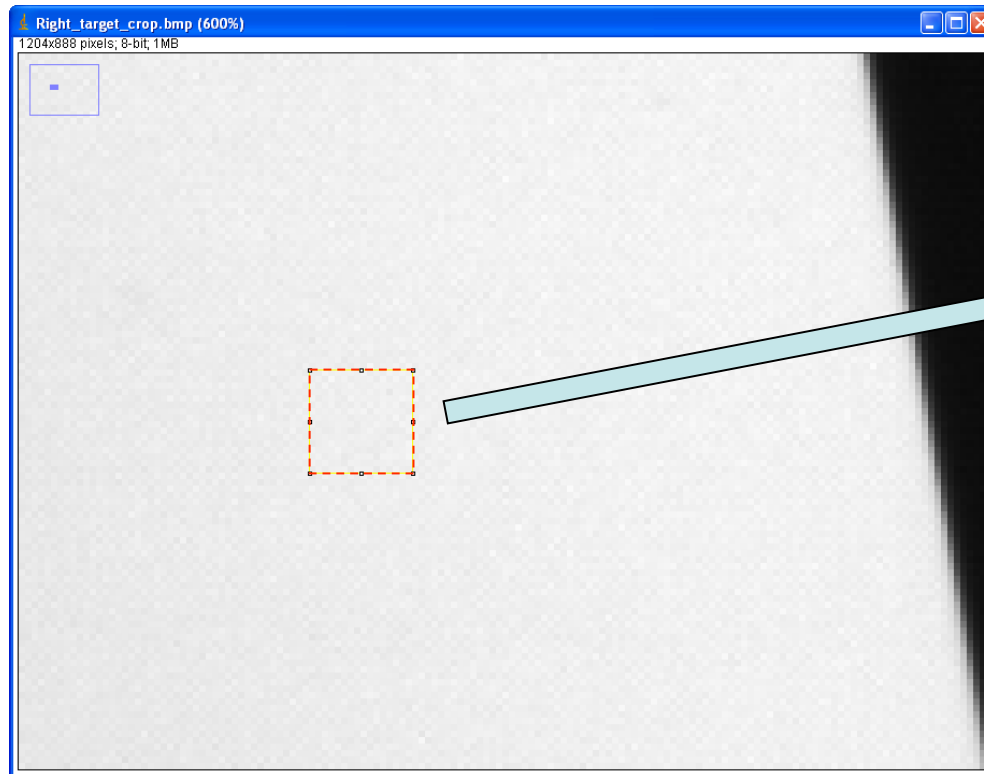 Right_target_crop.bmp (600%)
1204x888 pixels; 8-bit; 1MB